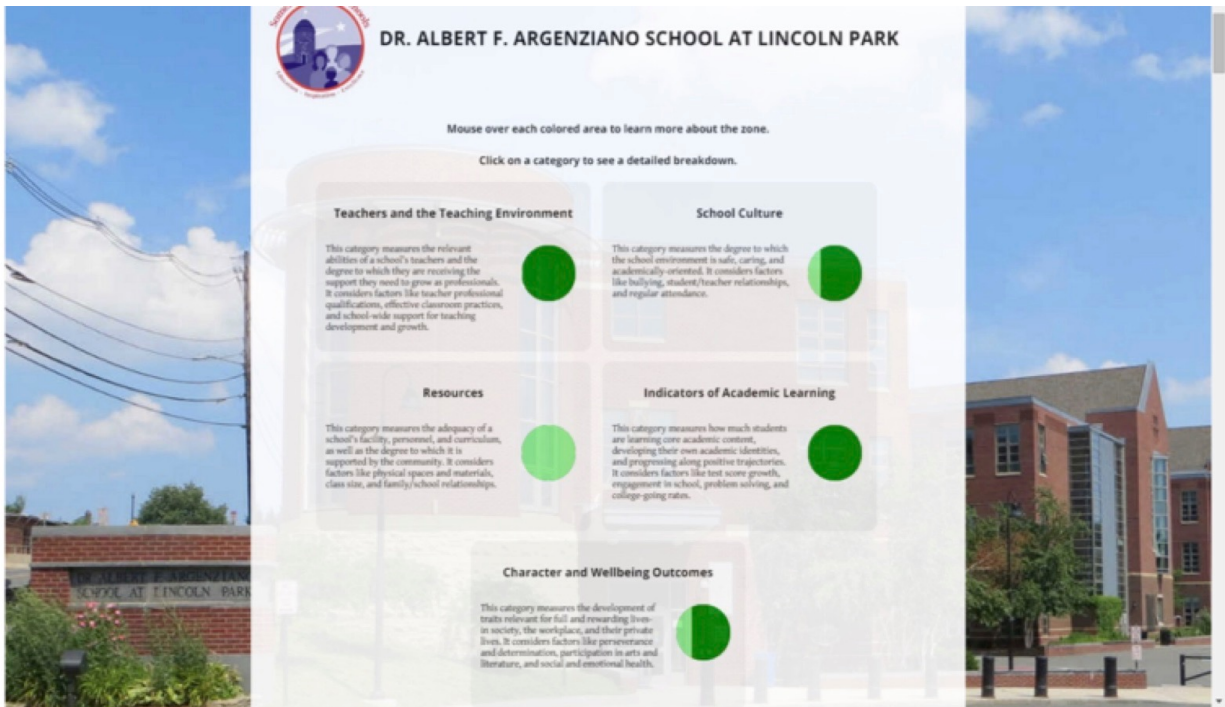 DR. ALBERT F. ARGENZIANO SCHOOL AT LINCOLN PARK
Mouse over each colored area to learn more about the zone.
Click on a category to see a detailed breakdown.
Teachers and the Teaching Environment
This category measures the relevant
abilities of a school's teachers and the
degree to which they are receiving the
support they need to grow as professionals.
It considers factors like teacher professional
qualifications, effective classroom practices,
and school-wide support for teaching
development and growth.
School Culture
This category measures the degree to which
the school environment is safe, caring, and
academically-oriented. It considers factors
like bullying, student/teacher relationships,
and regular attendance.
Resources
This category measures the adequacy of a
school's facility, personnel, and curriculum,
as well as the degree to which it is
supported by the community. It considers
factors like physical spaces and materials,
class size, and family/school relationships.
Indicators of Academic Learning
This category measures how much students
are learning core academic content,
developing their own academic identities,
and progressing along positive trajectories.
It considers factors like test score growth,
engagement in school, problem solving, and
college-going rates.
Character and Wellbeing Outcomes
This category measures the development of
traits relevant for full and rewarding lives-
in society, the workplace, and their private
lives. It considers factors like perseverance
and determination, participation in arts and
literature, and social and emotional health.
DR. ALBERT F. ARGENZIANO
SCHOOL AT LINCOLN PARK